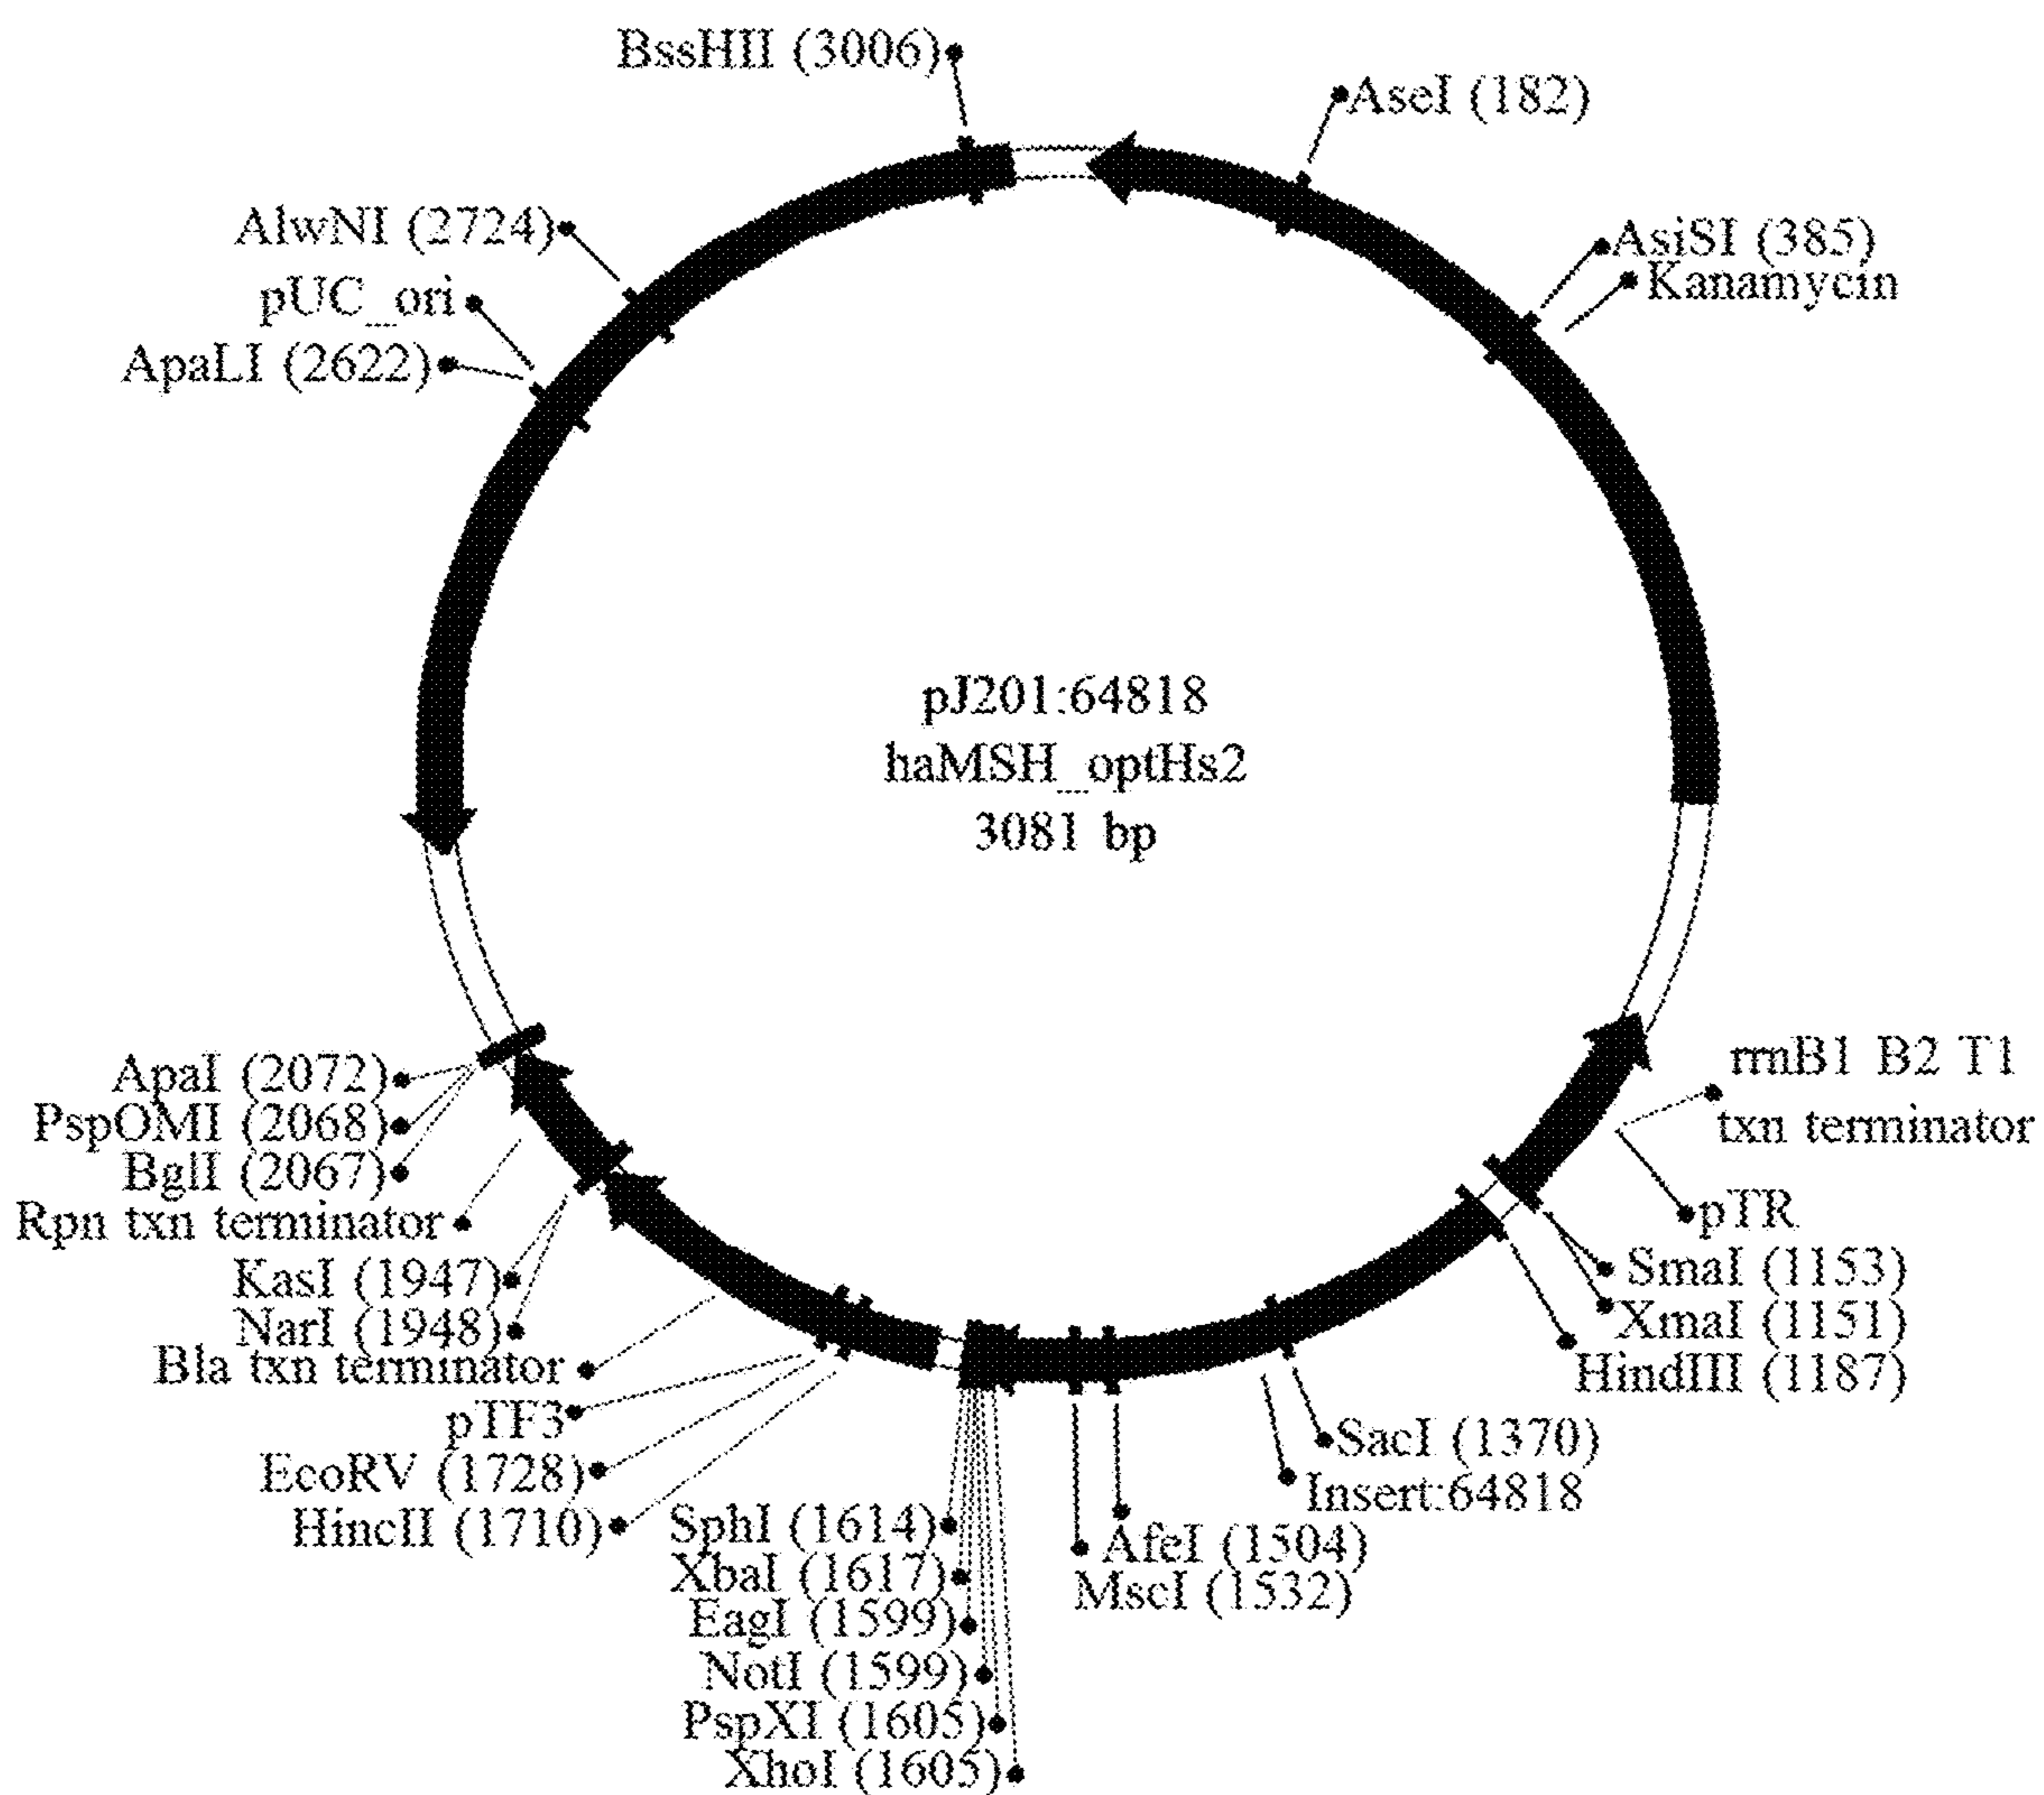 BssHII (3006)
AseI (182)
AlwNI (2724)
AsiSI (385)
pUC_ori
Kanamycin
ApaLI (2622)
pJ201:64818
haMSH_optHs2
3081 bp
ApaI (2072)
PspOMI (2068)
BglI (2067)
Rpn txn terminator
KasI (1947)
NarI (1948)
Bla txn terminator
pTF3
EcoRV (1728)
HincII (1710)
SphI (1614)
XbaI (1617)
EagI (1599)
NotI (1599)
PspXI (1605)
XhoI (1605)
rrnB1 B2 T1
txn terminator
pTR
SmaI (1153)
XmaI (1151)
HindIII (1187)
SacI (1370)
Insert:64818
AfeI (1504)
MscI (1532)